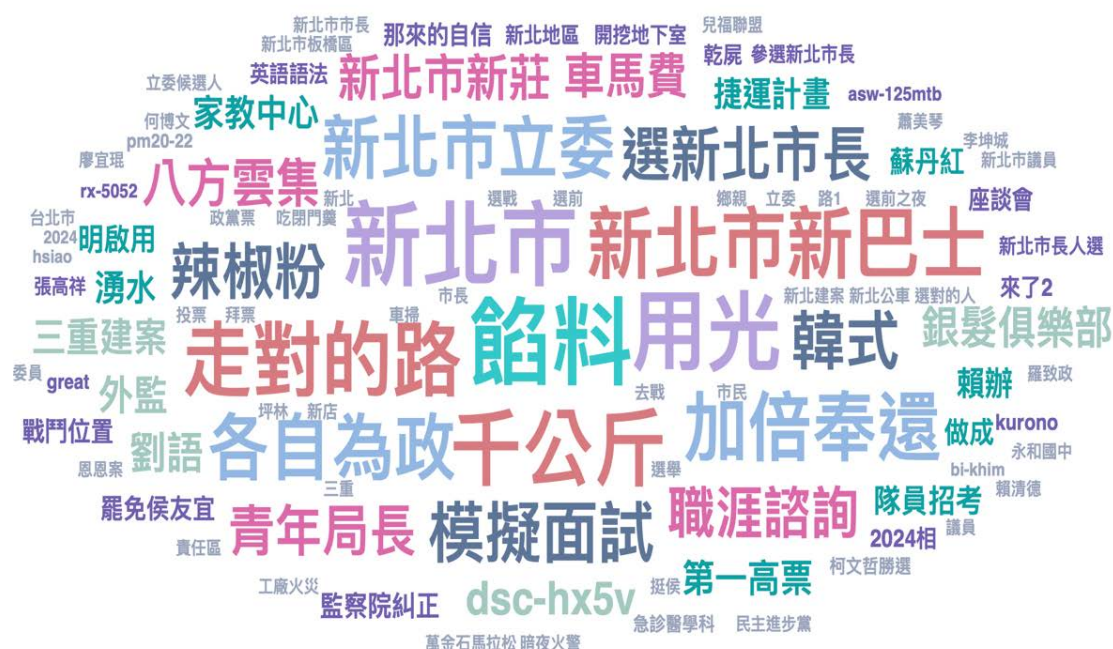 新北市市長 那來的自信 新北地區 開挖地下室 兒福聯盟
新北市板橋區 乾屍 參選新北市長
立委候選人 英語語法 新北市新莊 車馬費 捷運計畫 asw-125mtb
何博文 家教中心 新北市立委 選新北市長 蘇丹紅 蕭美琴 李坤城
pm20-22 新北市議員
廖宜琨 rx-5052 八方雲集 新北 選戰 選前 鄉親 立委 路1 選前之夜 座談會
台北市 政黨票 吃閉門羹
2024 明啟用 辣椒粉 新北市 新北市新巴士 新北市長人選
hsiao
張高祥 湧水 市長 新北建案 新北公車 選對的人 來了2
三重建案 投票 拜票 車掃 走對的路 餡料 用光 韓式 銀髮俱樂部
委員 great 外監 去戰 市民 賴辦 羅致政
坪林 新店
戰鬥位置 劉語 各自為政 千公斤 加倍奉還 做成 kurono
恩恩案 選舉 永和國中
bi-khim
罷免侯友宜 三重 青年局長 模擬面試 職涯諮詢 隊員招考 賴清德
責任區 2024相 議員
工廠火災 監察院糾正 dsc-hx5v 挺侯 第一高票 柯文哲勝選
萬金石馬拉松 暗夜火警 急診醫學科 民主進步黨